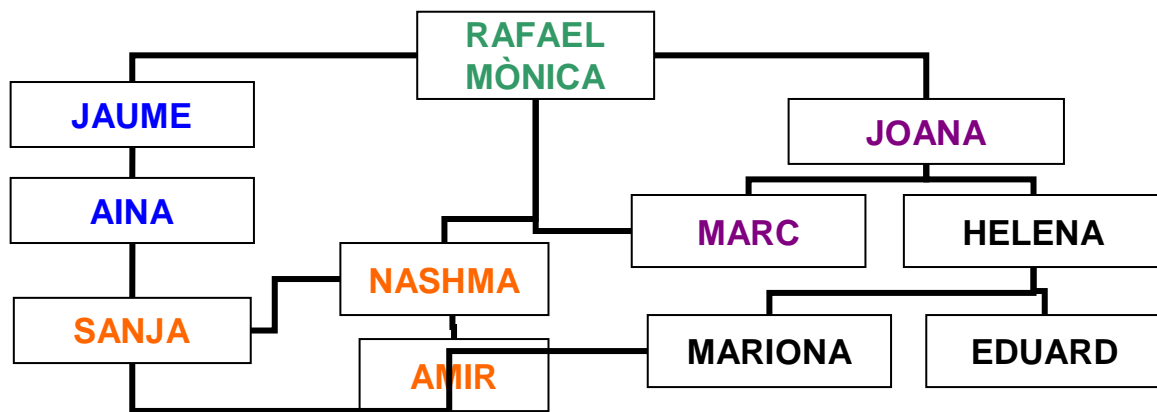 RAFAEL
MÒNICA
JAUME
JOANA
AINA
MARC
HELENA
NASHMA
SANJA
AMIR
MARIONA
EDUARD